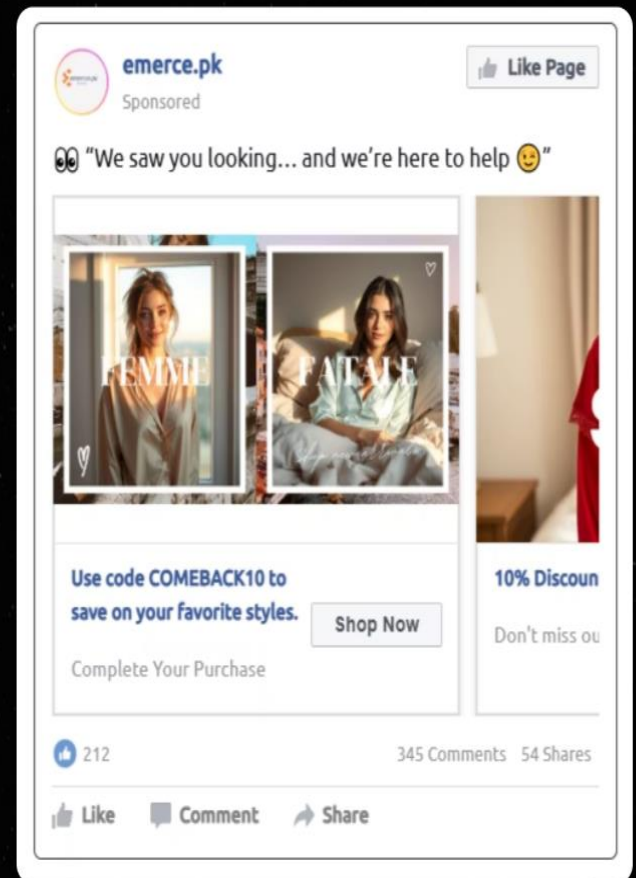 emerce.pk
Like Page
Sponsored
👀 “We saw you looking... and we’re here to help 😉”
FEMME
FATALE
Use code COMEBACK10 to
save on your favorite styles.
Shop Now
Complete Your Purchase
10% Discoun
Don't miss ou
212
345 Comments 54 Shares
Like Comment Share